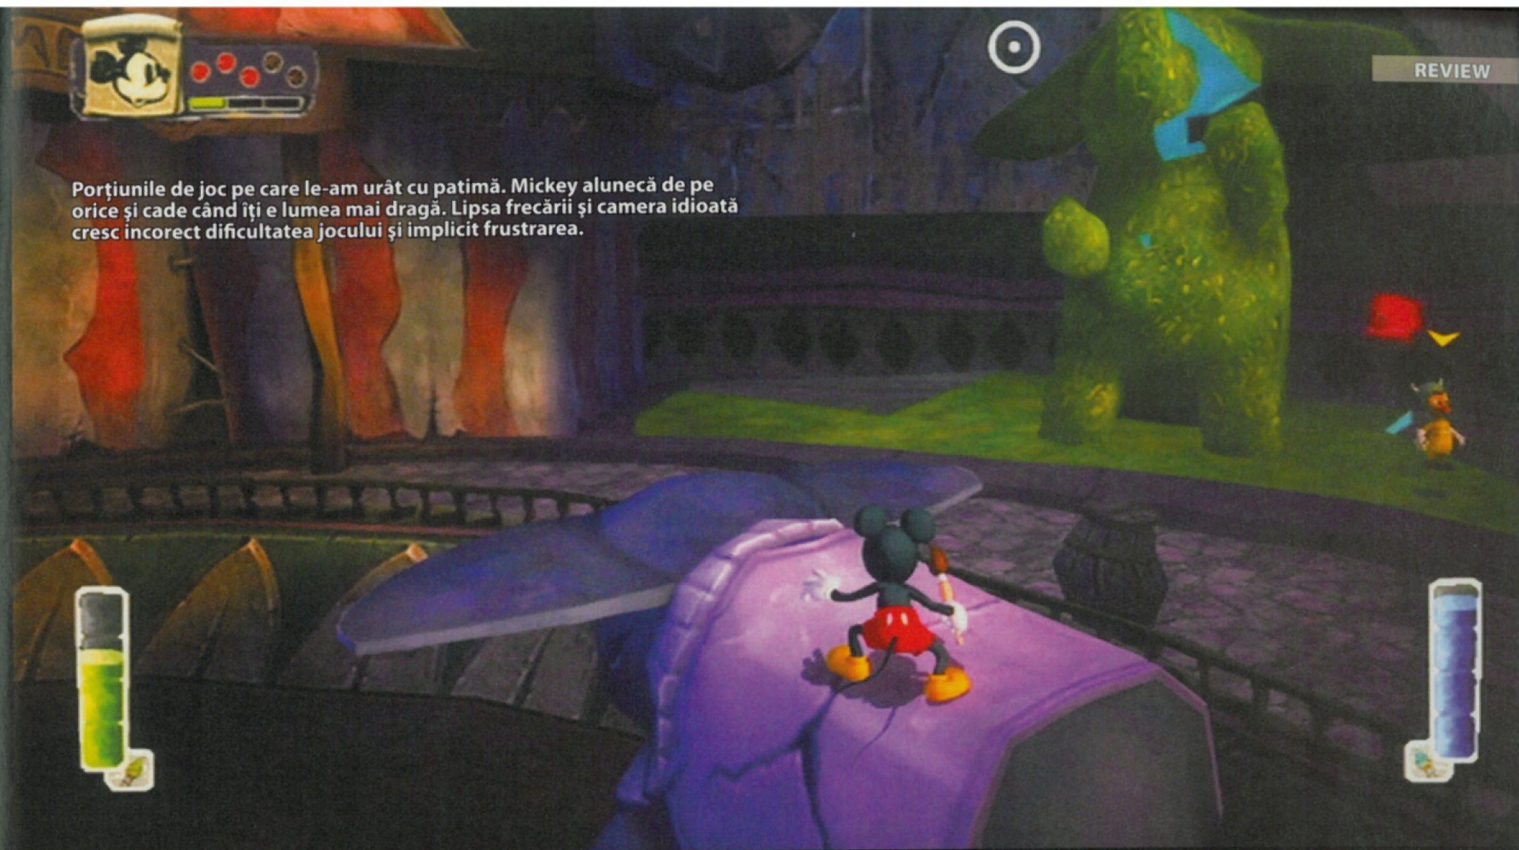 REVIEW
Porțiunile de joc pe care le-am urât cu patimă. Mickey alunecă de pe
orice și cade când îți e lumea mai dragă. Lipsa frecării și camera idioată
cresc incorect dificultatea jocului și implicit frustrarea.